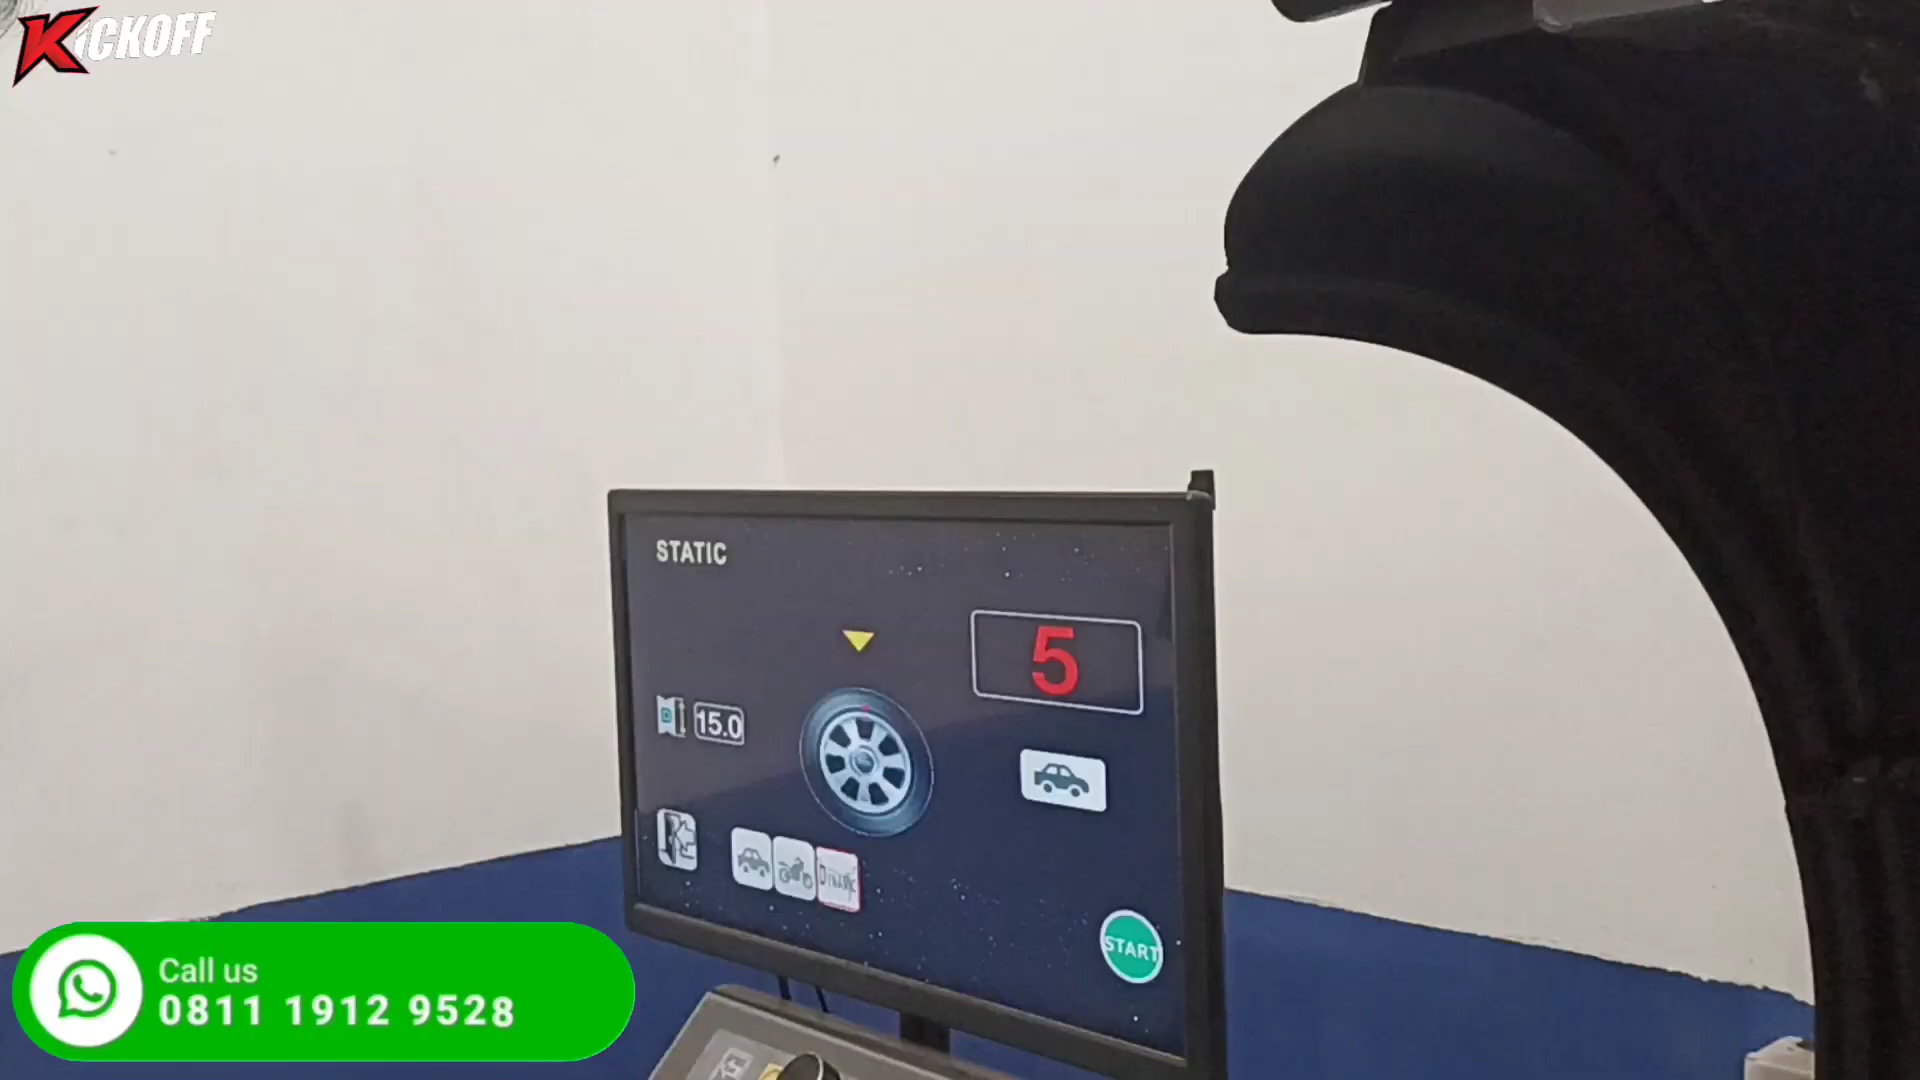 KICKOFF
STATIC
5
15.0
START
Call us
0811 1912 9528